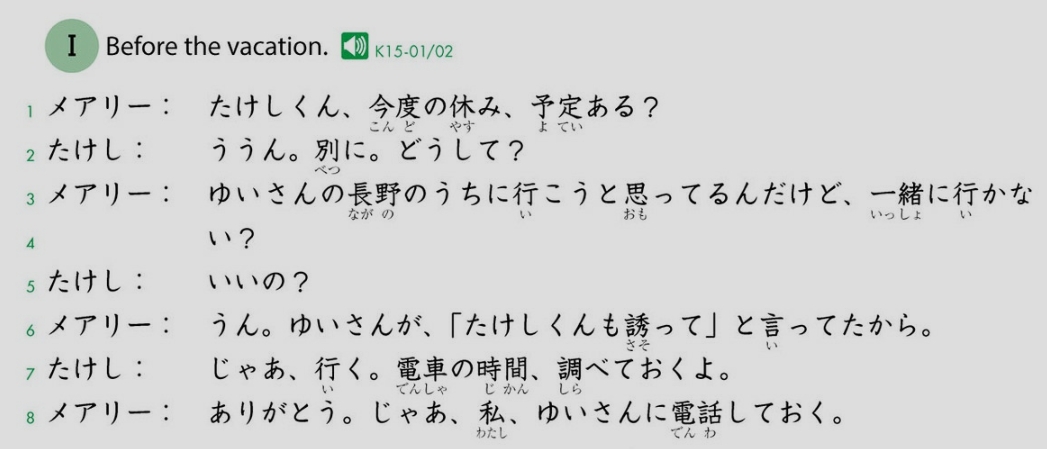 I Before the vacation. K15-01/02
1 メアリー： たけしくん、今度の休み、予定ある？
こんど やす よてい
2 たけし： ううん。別に。どうして？
べつ
3 メアリー： ゆいさんの長野のうちに行こうと思ってるんだけど、一緒に行かな
ながの い おも いっしょ い
4 い？
5 たけし： いいの？
6 メアリー： うん。ゆいさんが、「たけしくんも誘って」と言ってたから。
さそ い
7 たけし： じゃあ、行く。電車の時間、調べておくよ。
い でんしゃ じかん しら
8 メアリー： ありがとう。じゃあ、私、ゆいさんに電話しておく。
わたし でんわ